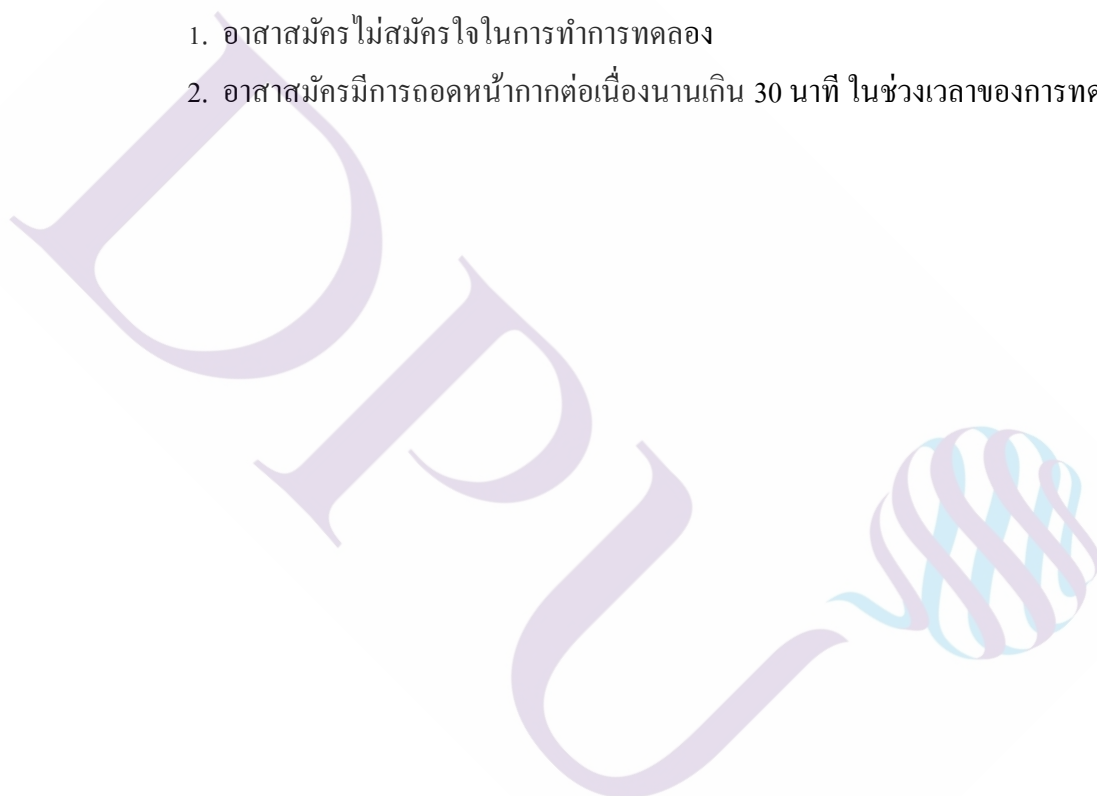 1. อาสาสมัครไม่สมัครใจในการทำการทดลอง
2. อาสาสมัครมีการถอดหน้ากากต่อเนื่องนานเกิน 30 นาที ในช่วงเวลาของการทด
DPU